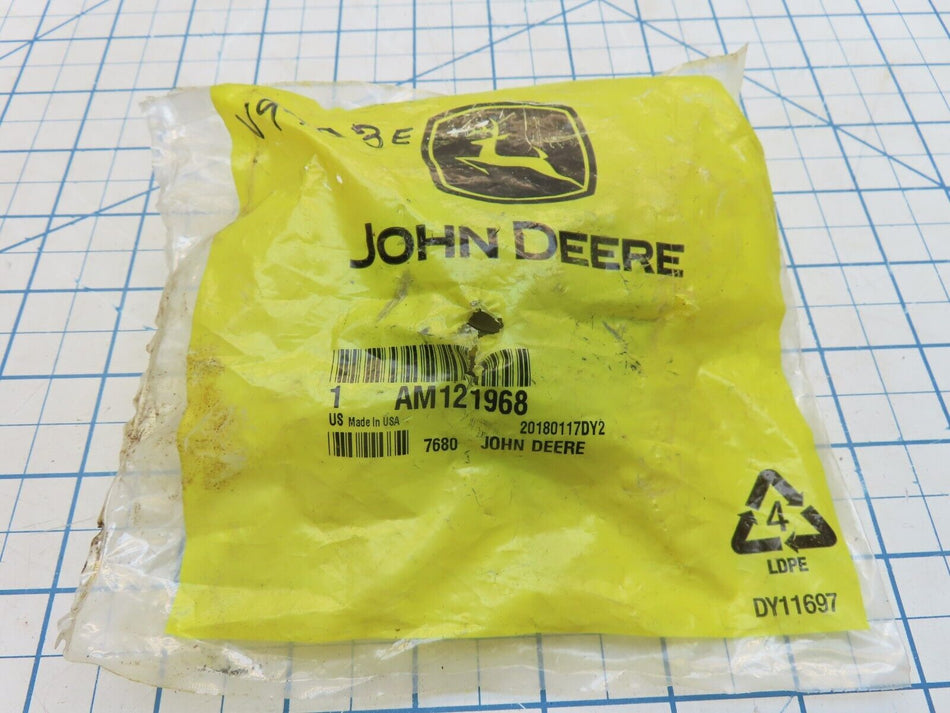 JOHN DEERE
1 AM121968
US Made In USA 20180117DY2
7680 JOHN DEERE
4
LDPE
DY11697